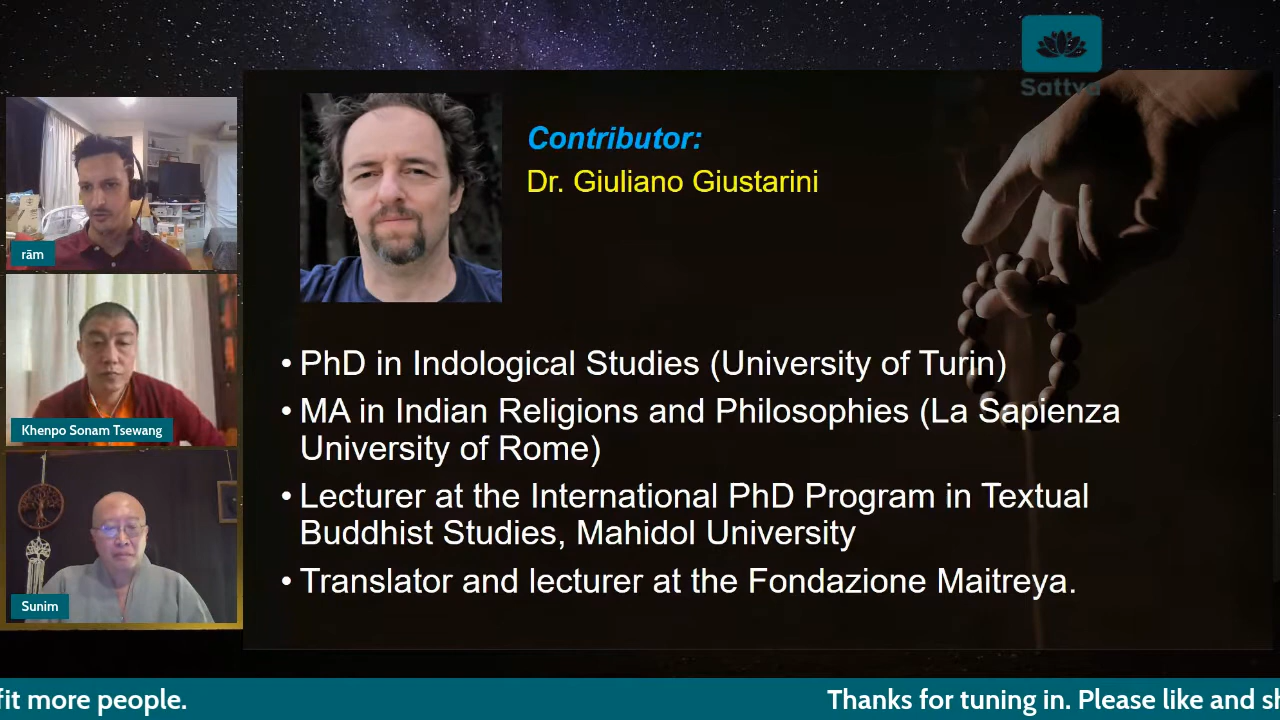 Sattva
Contributor:
Dr. Giuliano Giustarini
rām
Khenpo Sonam Tsewang
Sunim
• PhD in Indological Studies (University of Turin)
• MA in Indian Religions and Philosophies (La Sapienza
University of Rome)
• Lecturer at the International PhD Program in Textual
Buddhist Studies, Mahidol University
• Translator and lecturer at the Fondazione Maitreya.
fit more people.
Thanks for tuning in. Please like and sh